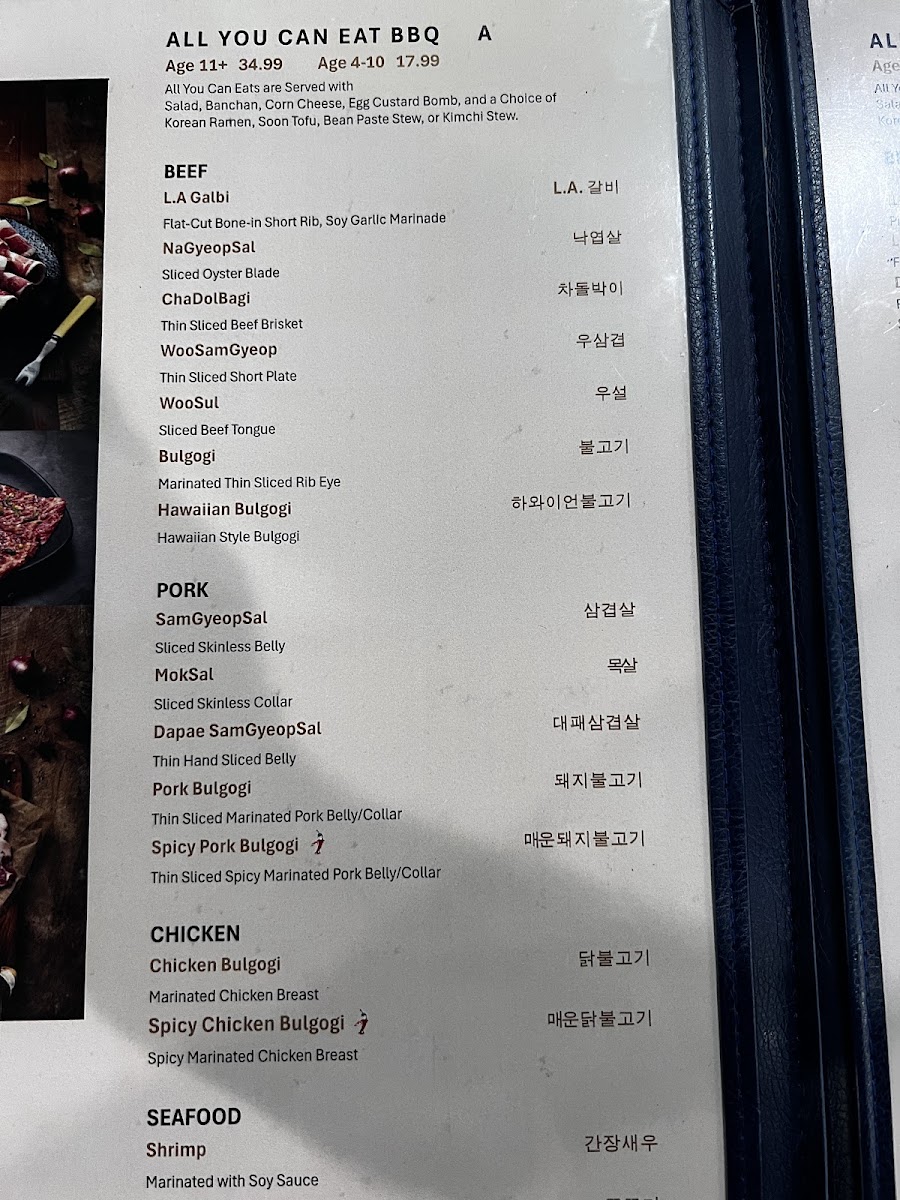 ALL YOU CAN EAT BBQ A
Age 11+ 34.99 Age 4-10 17.99
All You Can Eats are Served with
Salad, Banchan, Corn Cheese, Egg Custard Bomb, and a Choice of
Korean Ramen, Soon Tofu, Bean Paste Stew, or Kimchi Stew.
BEEF
L.A Galbi L.A. 갈비
Flat-Cut Bone-in Short Rib, Soy Garlic Marinade
NaGyeopSal 낙엽살
Sliced Oyster Blade
ChaDolBagi 차돌박이
Thin Sliced Beef Brisket
WooSamGyeop 우삼겹
Thin Sliced Short Plate
WooSul 우설
Sliced Beef Tongue
Bulgogi 불고기
Marinated Thin Sliced Rib Eye
Hawaiian Bulgogi 하와이언불고기
Hawaiian Style Bulgogi
PORK
SamGyeopSal 삼겹살
Sliced Skinless Belly
MokSal 목살
Sliced Skinless Collar
Dapae SamGyeopSal 대패삼겹살
Thin Hand Sliced Belly
Pork Bulgogi 돼지불고기
Thin Sliced Marinated Pork Belly/Collar
Spicy Pork Bulgogi 매운돼지불고기
Thin Sliced Spicy Marinated Pork Belly/Collar
CHICKEN
Chicken Bulgogi 닭불고기
Marinated Chicken Breast
Spicy Chicken Bulgogi 매운닭불고기
Spicy Marinated Chicken Breast
SEAFOOD
Shrimp 간장새우
Marinated with Soy Sauce
AL
Age